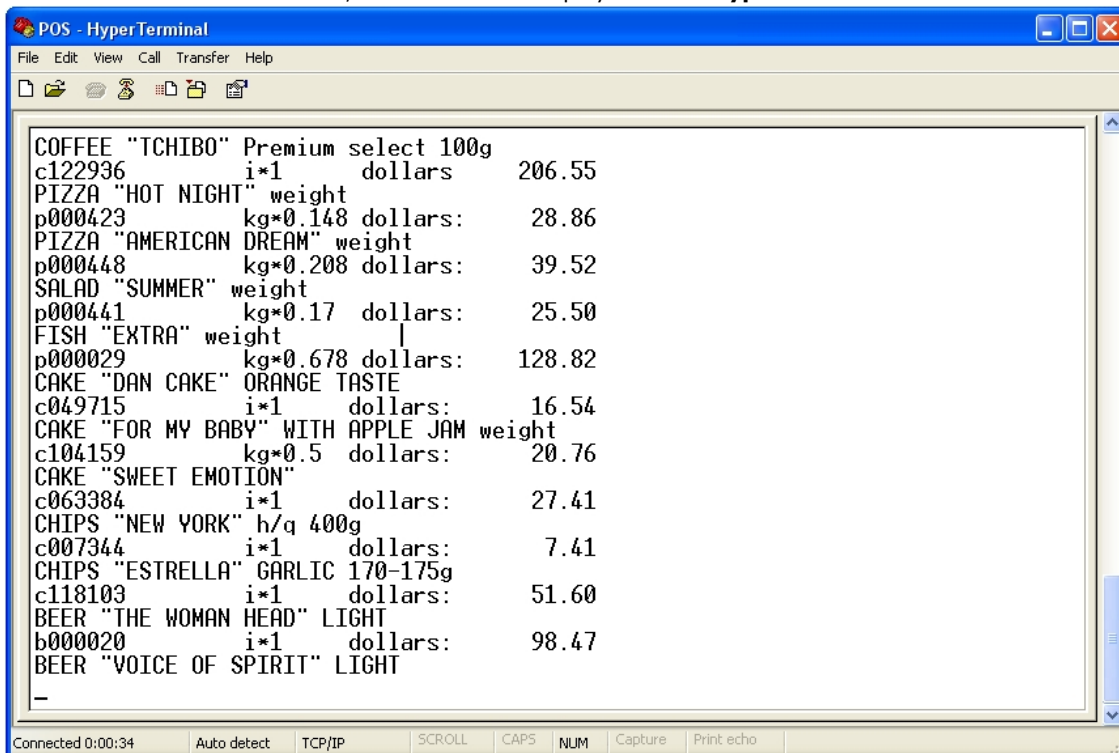 POS - HyperTerminal
File Edit View Call Transfer Help
COFFEE "TCHIBO" Premium select 100g
c122936 i*1 dollars 206.55
PIZZA "HOT NIGHT" weight
p000423 kg*0.148 dollars: 28.86
PIZZA "AMERICAN DREAM" weight
p000448 kg*0.208 dollars: 39.52
SALAD "SUMMER" weight
p000441 kg*0.17 dollars: 25.50
FISH "EXTRA" weight
p000029 kg*0.678 dollars: 128.82
CAKE "DAN CAKE" ORANGE TASTE
c049715 i*1 dollars: 16.54
CAKE "FOR MY BABY" WITH APPLE JAM weight
c104159 kg*0.5 dollars: 20.76
CAKE "SWEET EMOTION"
c063384 i*1 dollars: 27.41
CHIPS "NEW YORK" h/q 400g
c007344 i*1 dollars: 7.41
CHIPS "ESTRELLA" GARLIC 170-175g
c118103 i*1 dollars: 51.60
BEER "THE WOMAN HEAD" LIGHT
b000020 i*1 dollars: 98.47
BEER "VOICE OF SPIRIT" LIGHT
Connected 0:00:34 Auto detect TCP/IP SCROLL CAPS NUM Capture Print echo